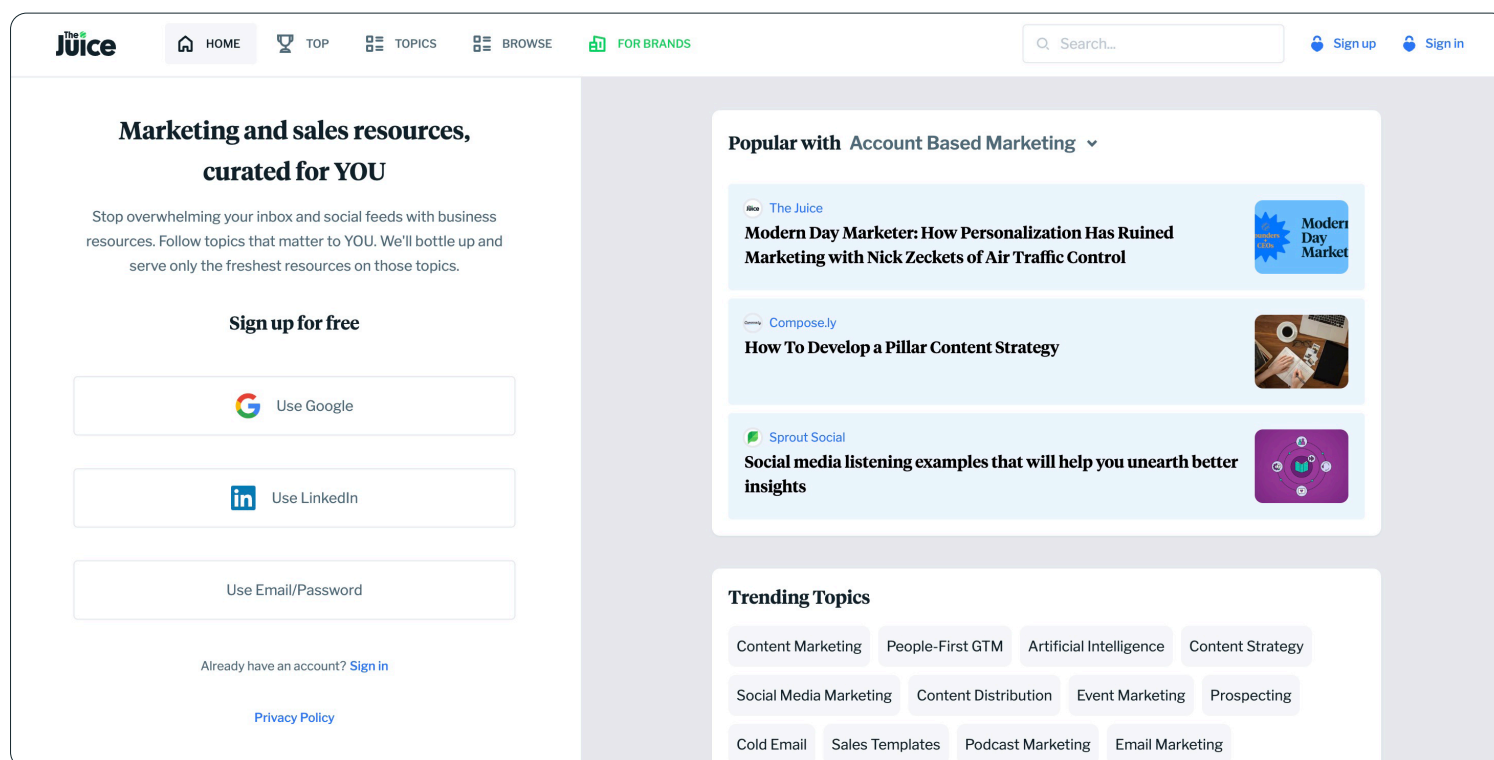 The
Juice
HOME
TOP
TOPICS
BROWSE
FOR BRANDS
Search...
Sign up
Sign in
Marketing and sales resources,
curated for YOU
Stop overwhelming your inbox and social feeds with business
resources. Follow topics that matter to YOU. We'll bottle up and
serve only the freshest resources on those topics.
Sign up for free
Use Google
Use LinkedIn
Use Email/Password
Already have an account? Sign in
Privacy Policy
Popular with Account Based Marketing
The Juice
Modern Day Marketer: How Personalization Has Ruined
Marketing with Nick Zeckets of Air Traffic Control
Modern
Day
Market
CEOs
Compose.ly
How To Develop a Pillar Content Strategy
Sprout Social
Social media listening examples that will help you unearth better
insights
Trending Topics
Content Marketing People-First GTM Artificial Intelligence Content Strategy
Social Media Marketing Content Distribution Event Marketing Prospecting
Cold Email Sales Templates Podcast Marketing Email Marketing